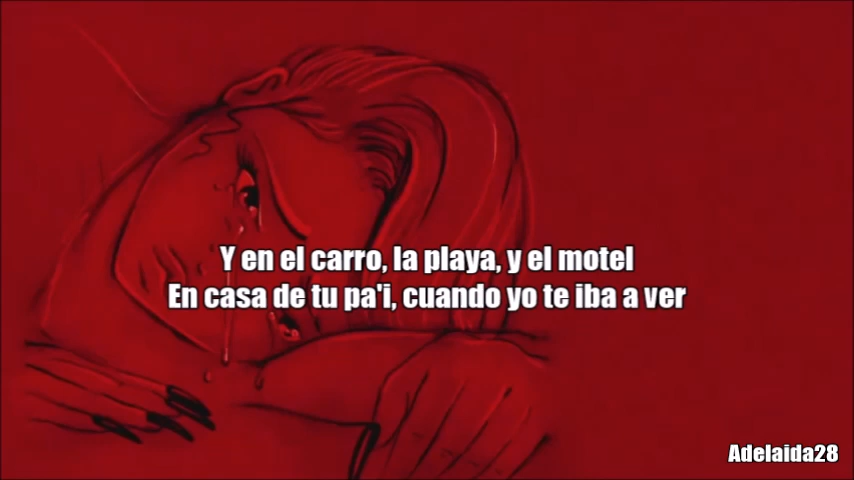 Y en el carro, la playa, y el motel
En casa de tu pa'i, cuando yo te iba a ver
Adelaida28